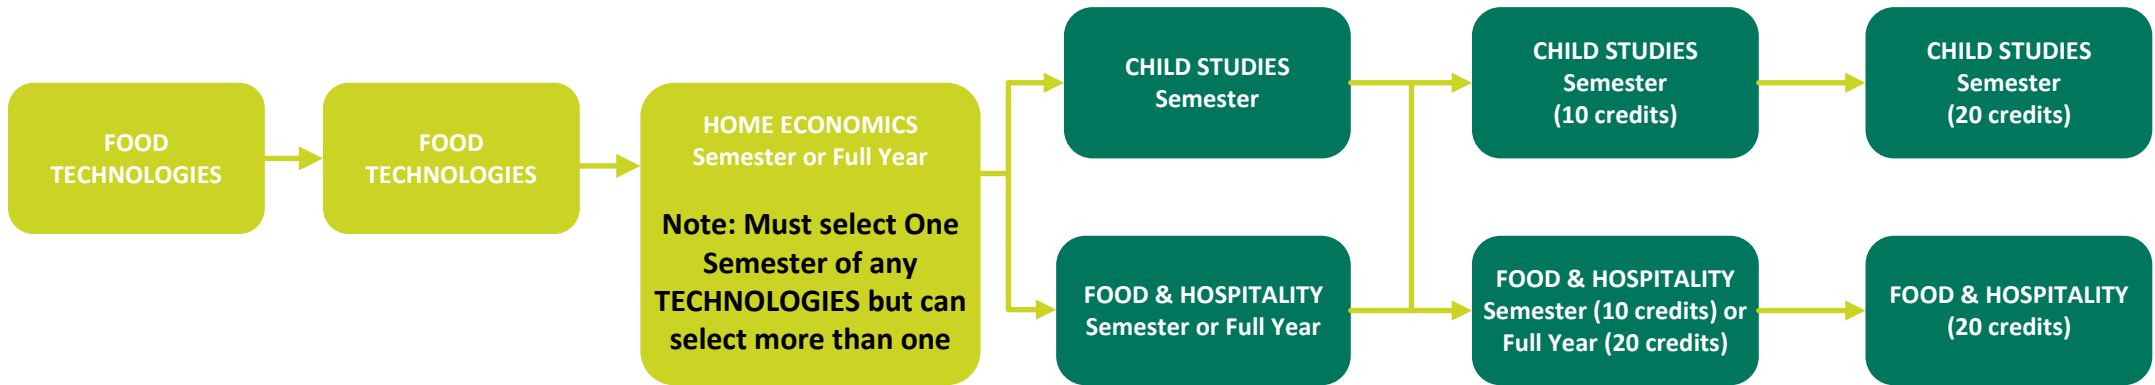 FOOD
TECHNOLOGIES
FOOD
TECHNOLOGIES
HOME ECONOMICS
Semester or Full Year
Note: Must select One
Semester of any
TECHNOLOGIES but can
select more than one
CHILD STUDIES
Semester
FOOD & HOSPITALITY
Semester or Full Year
CHILD STUDIES
Semester
(10 credits)
FOOD & HOSPITALITY
Semester (10 credits) or
Full Year (20 credits)
CHILD STUDIES
Semester
(20 credits)
FOOD & HOSPITALITY
(20 credits)